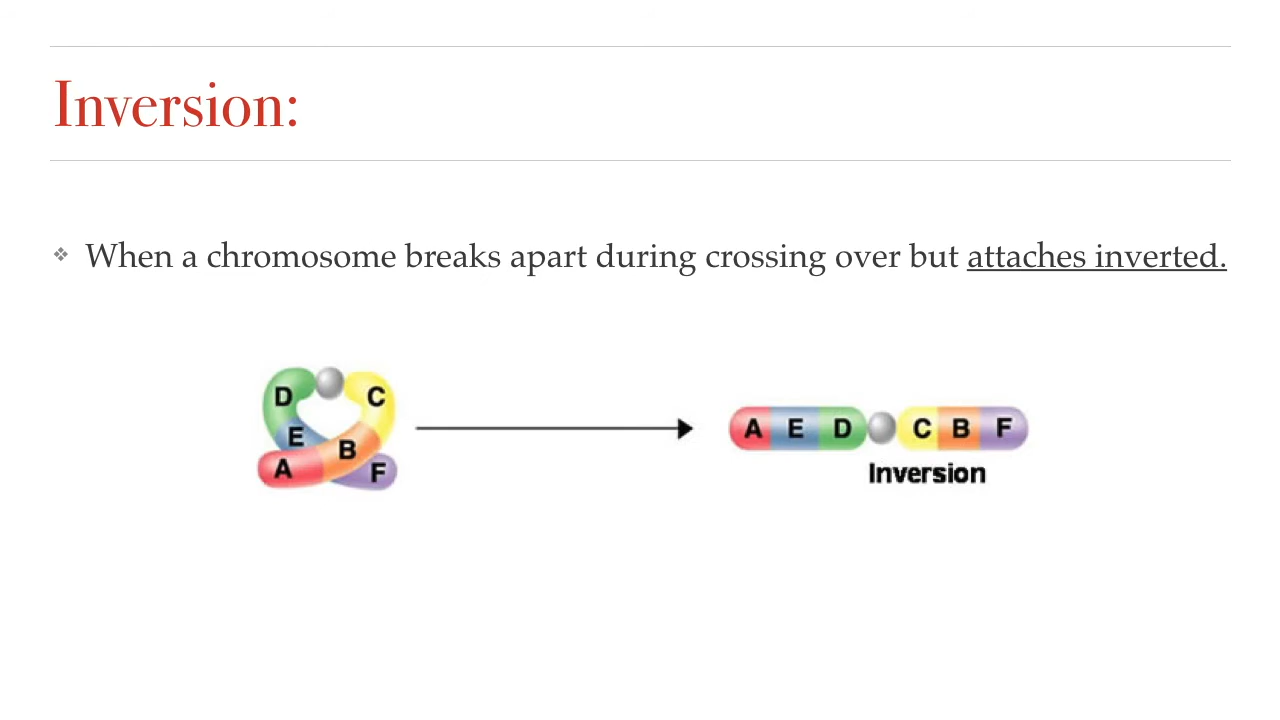 Inversion:
When a chromosome breaks apart during crossing over but attaches inverted.
D C
E B
A F
A E D C B F
Inversion